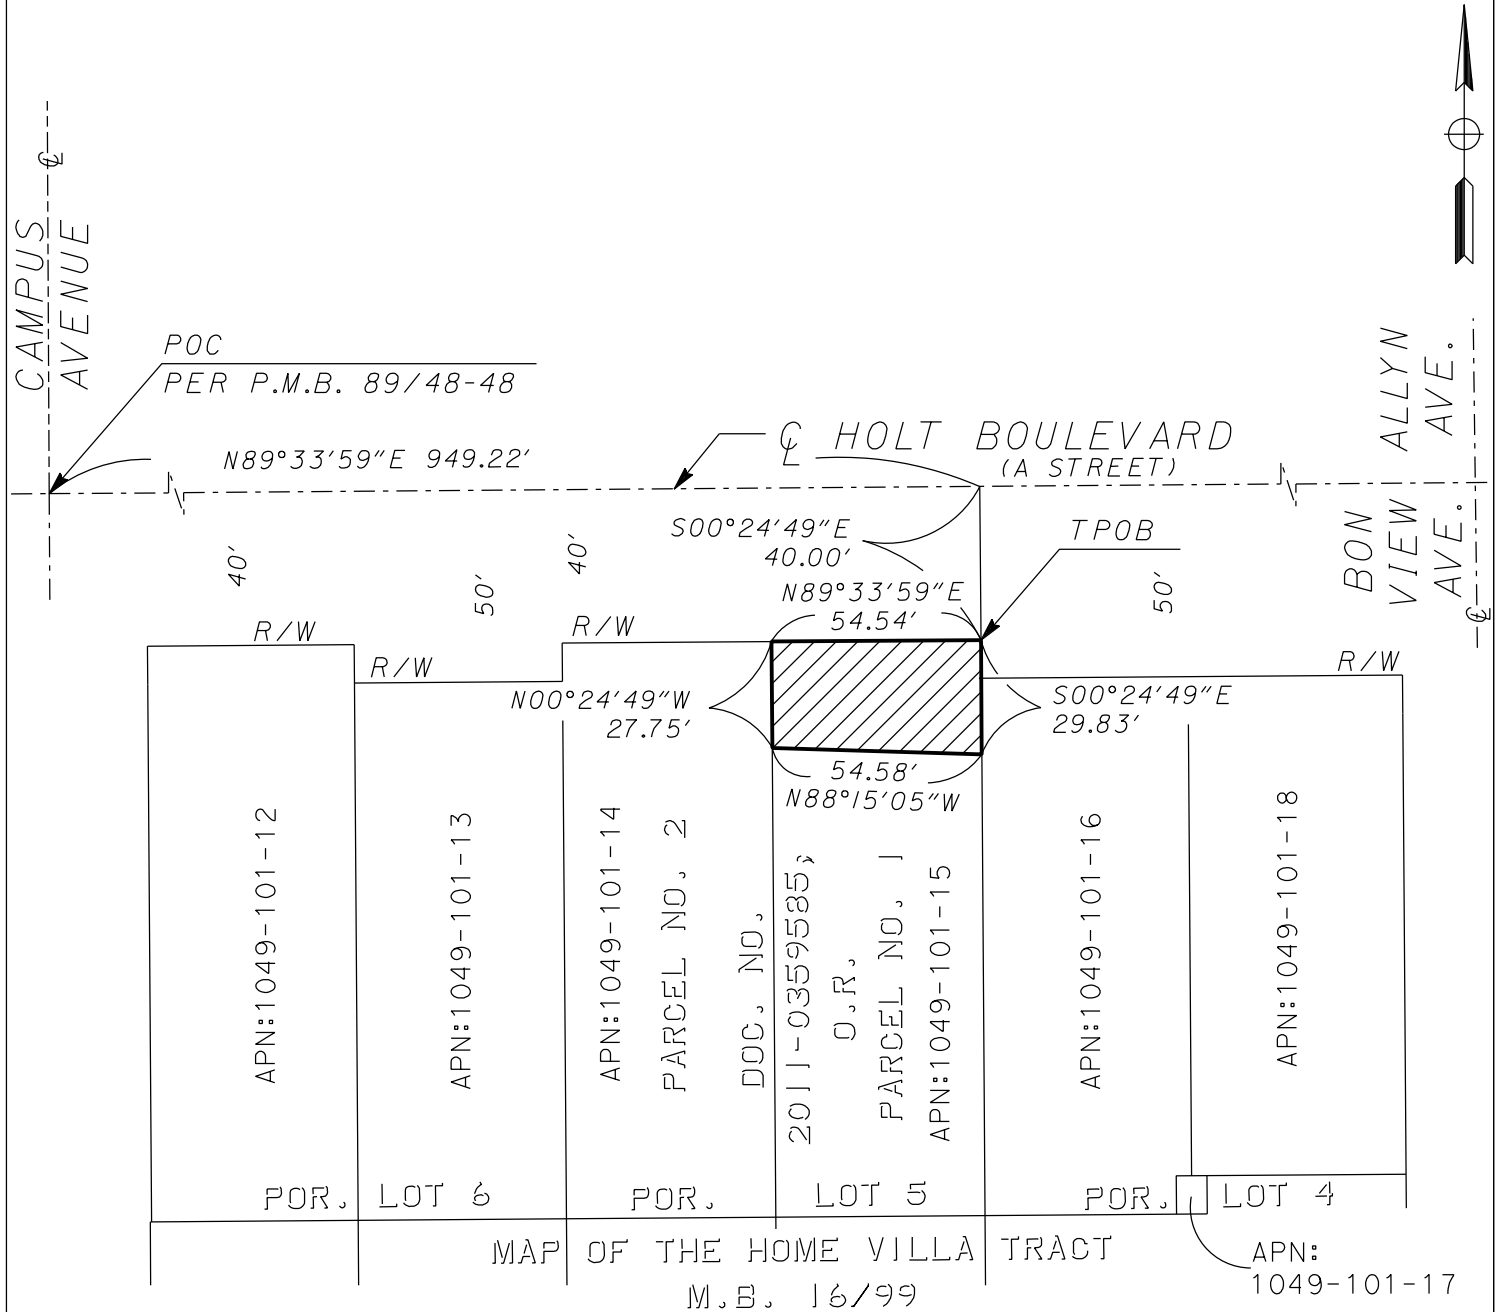 CAMPUS
AVENUE
℄
POC
PER P.M.B. 89/48-48
N89°33'59"E 949.22'
℄ HOLT BOULEVARD
(A STREET)
ALLYN
AVE.
BON
VIEW
AVE.
℄
S00°24'49"E
40.00'
TPOB
N89°33'59"E
54.54'
40'
50'
40'
50'
R/W
R/W
R/W
R/W
N00°24'49"W
27.75'
S00°24'49"E
29.83'
54.58'
N88°15'05"W
APN:1049-101-12
APN:1049-101-13
APN:1049-101-14
PARCEL NO. 2
DOC. NO.
2011-0359585,
O.R.
PARCEL NO. 1
APN:1049-101-15
APN:1049-101-16
APN:1049-101-18
POR. LOT 6
POR. LOT 5
POR. LOT 4
MAP OF THE HOME VILLA TRACT
M.B. 16/99
APN:
1049-101-17